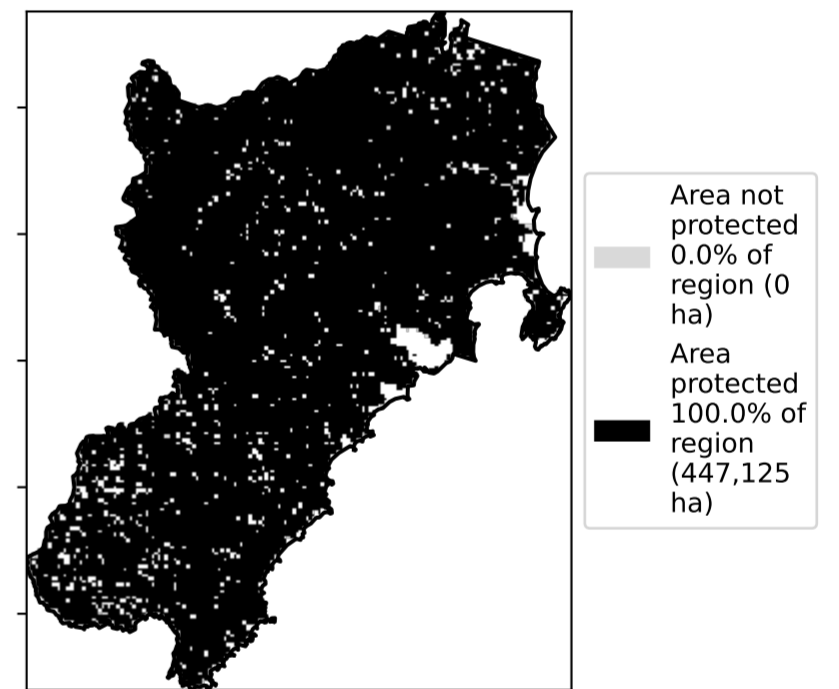 Area not
protected
0.0% of
region (0
ha)
Area
protected
100.0% of
region
(447,125
ha)